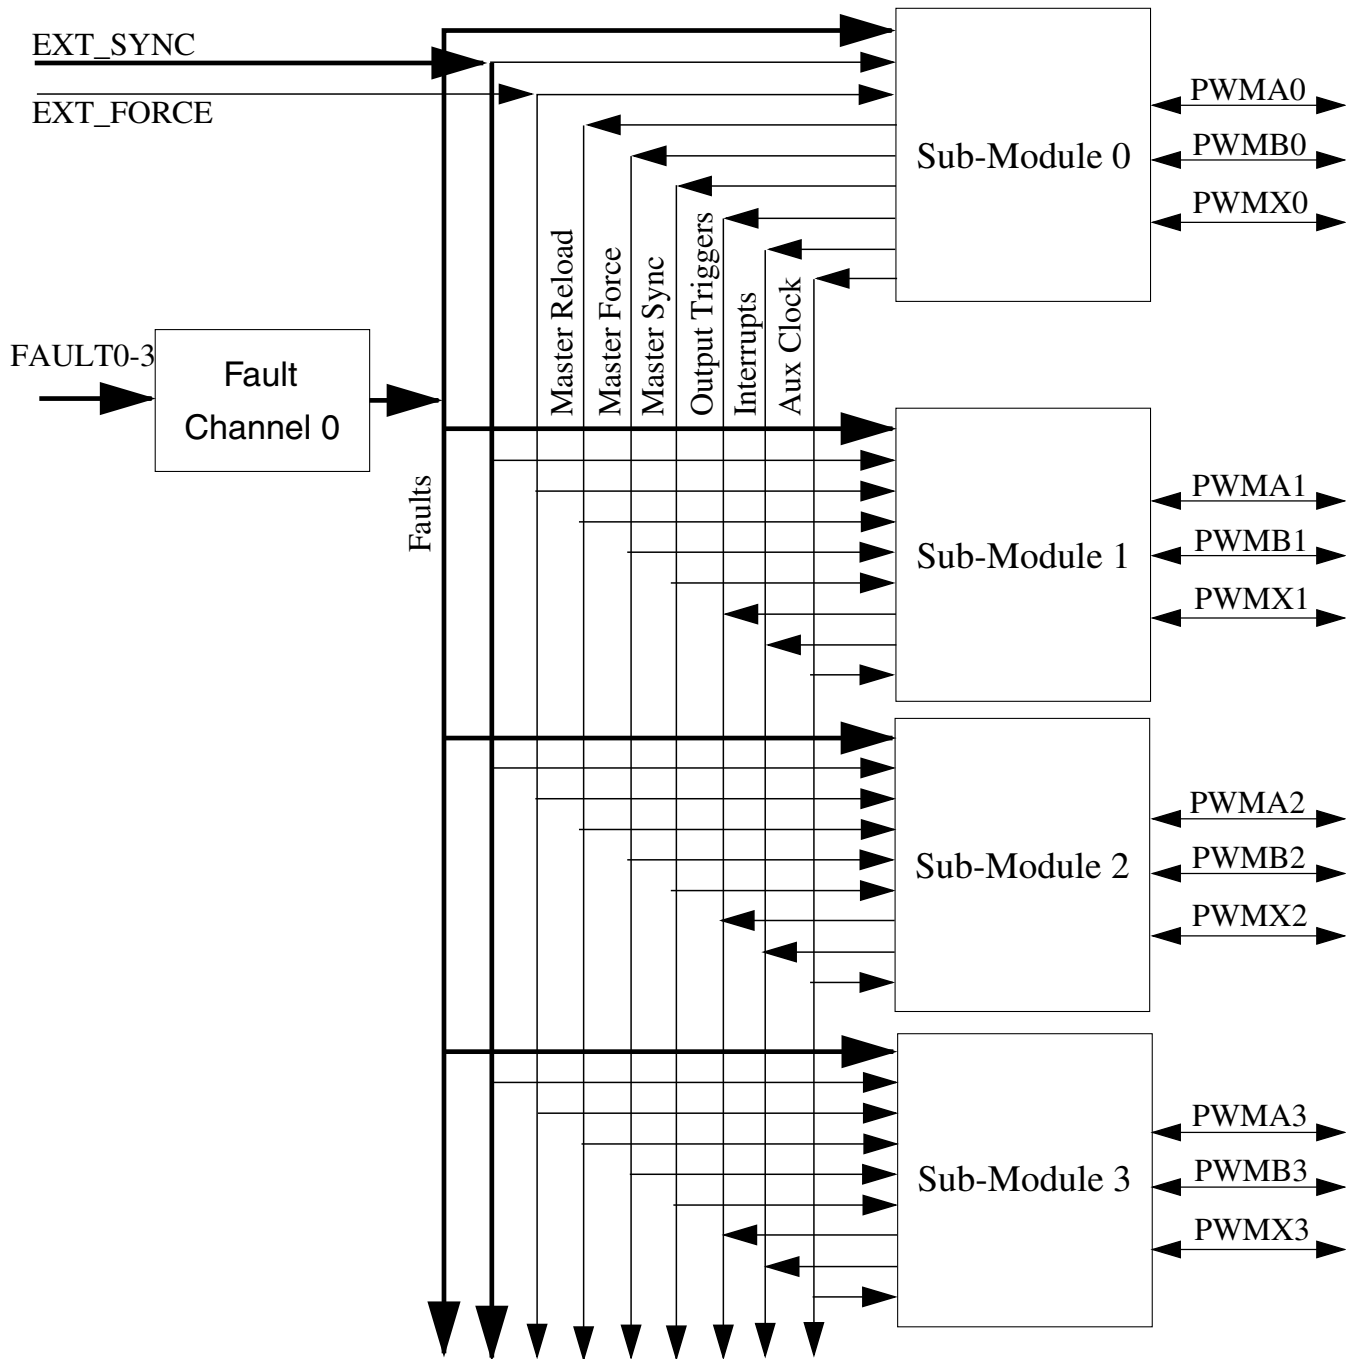 EXT_SYNC
EXT_FORCE
PWMA0
PWMB0
PWMX0
Sub-Module 0
Master Reload
Master Force
Master Sync
Output Triggers
Interrupts
Aux Clock
FAULT0-3
Fault
Channel 0
Faults
Sub-Module 1
PWMA1
PWMB1
PWMX1
Sub-Module 2
PWMA2
PWMB2
PWMX2
Sub-Module 3
PWMA3
PWMB3
PWMX3